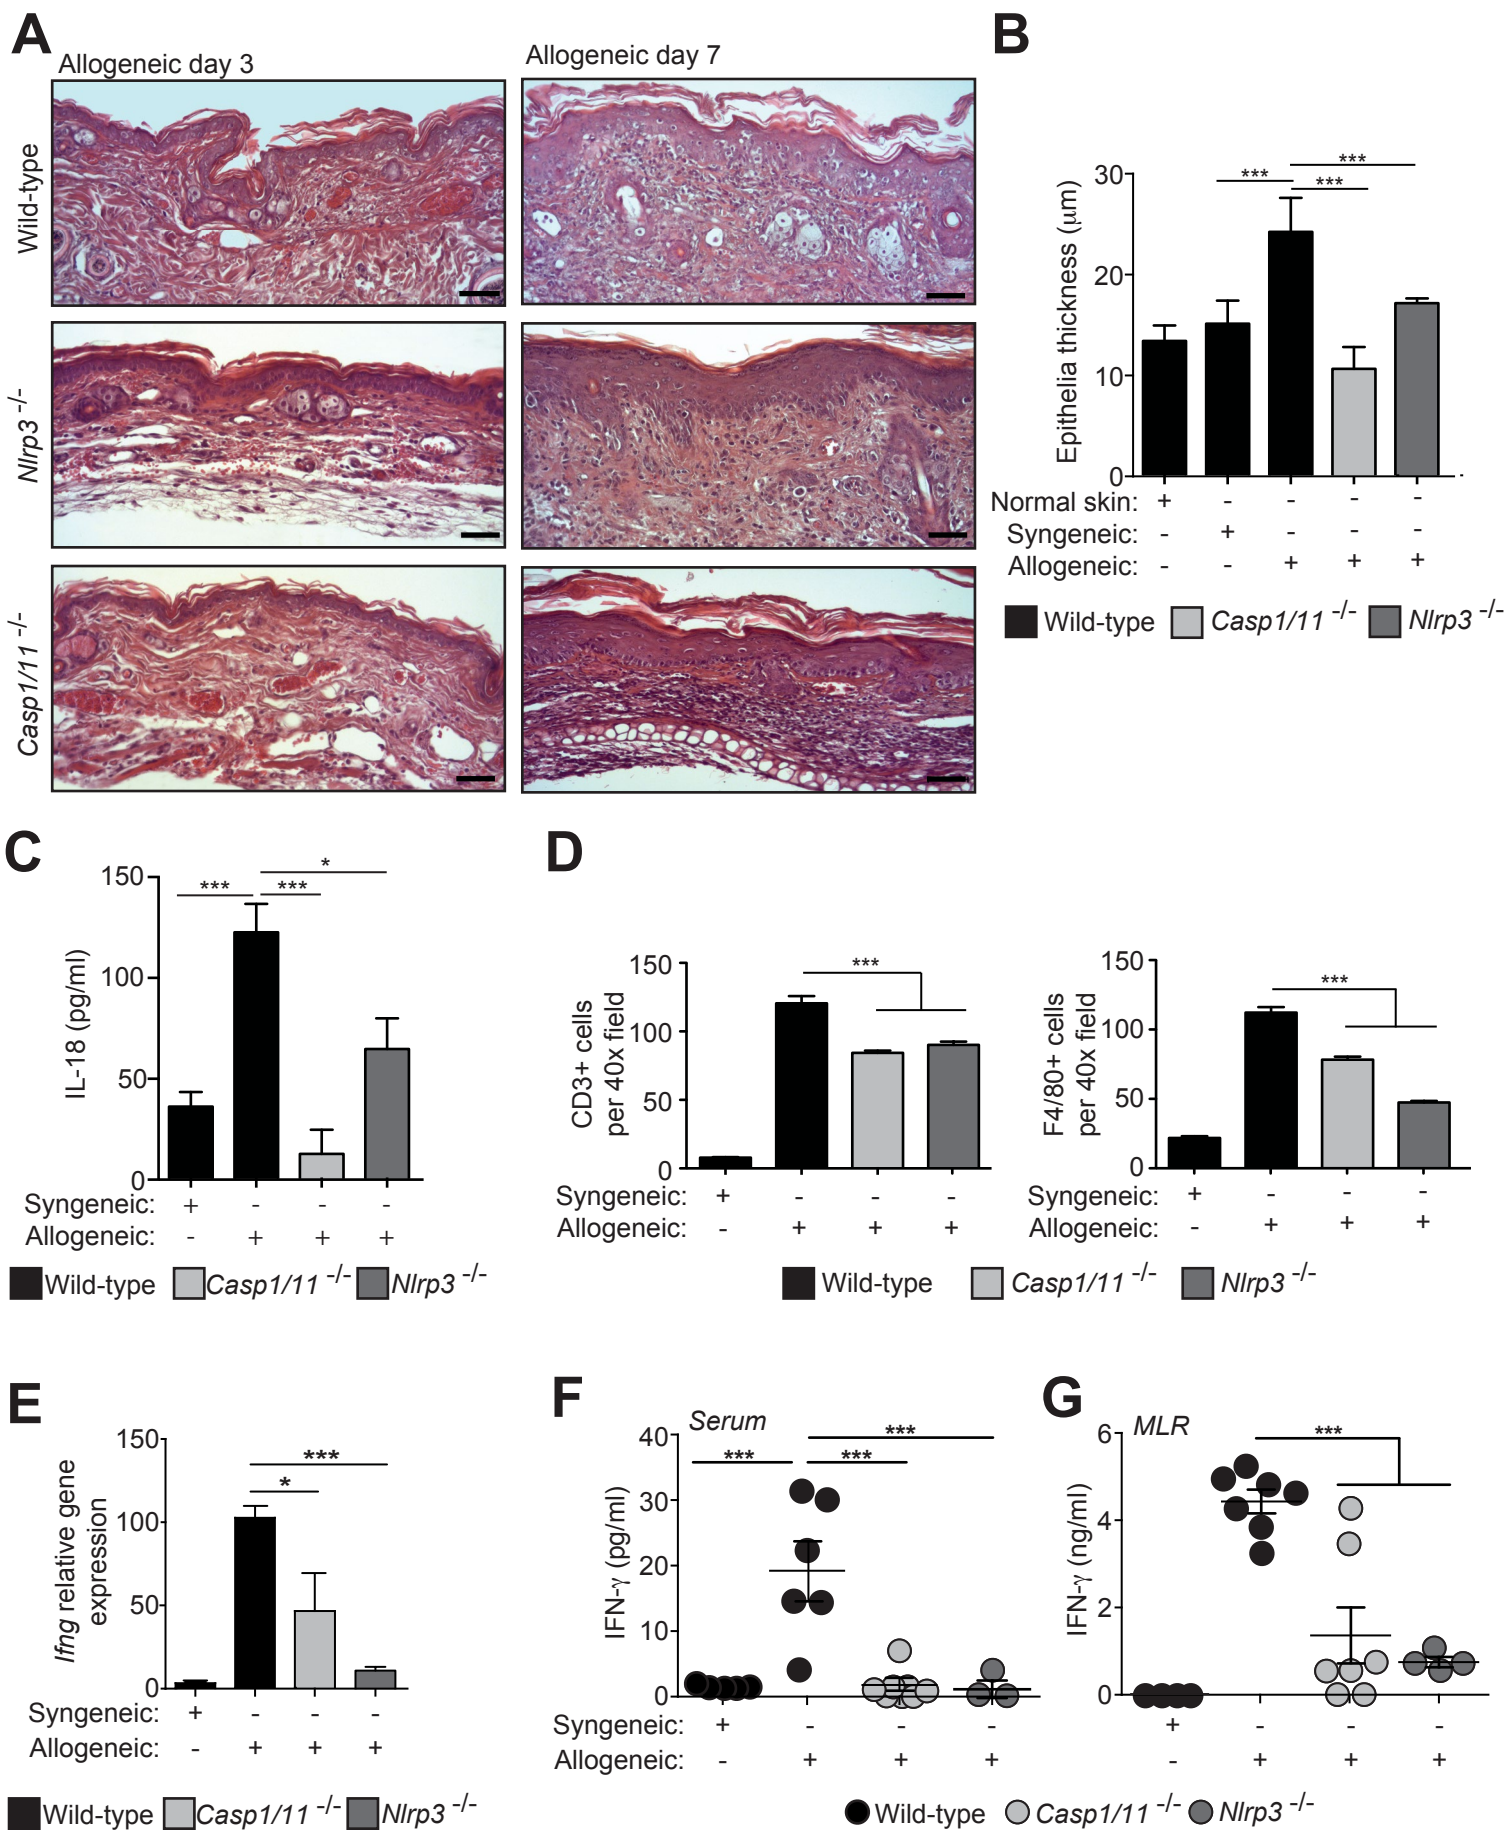 A
Allogeneic day 3
Allogeneic day 7
Wild-type
Nlrp3 -/-
Casp1/11 -/-
B
Epithelia thickness (μm)
30
20
10
0
***
***
***
Normal skin: + - - - -
Syngeneic: - + - - -
Allogeneic: - - + + +
Wild-type Casp1/11 -/- Nlrp3 -/-
C
IL-18 (pg/ml)
150
100
50
0
*
*** ***
Syngeneic: + - - -
Allogeneic: - + + +
Wild-type Casp1/11 -/- Nlrp3 -/-
D
CD3+ cells
per 40x field
150
100
50
0
***
Syngeneic: + - - -
Allogeneic: - + + +
F4/80+ cells
per 40x field
150
100
50
0
***
Syngeneic: + - - -
Allogeneic: - + + +
Wild-type Casp1/11 -/- Nlrp3 -/-
E
Ifng relative gene
expression
150
100
50
0
***
*
Syngeneic: + - - -
Allogeneic: - + + +
Wild-type Casp1/11 -/- Nlrp3 -/-
F
Serum
IFN-γ (pg/ml)
40
30
20
10
0
***
*** ***
Syngeneic: + - - -
Allogeneic: - + + +
G
MLR
IFN-γ (ng/ml)
6
4
2
0
***
+ - - -
- + + +
Wild-type Casp1/11 -/- Nlrp3 -/-